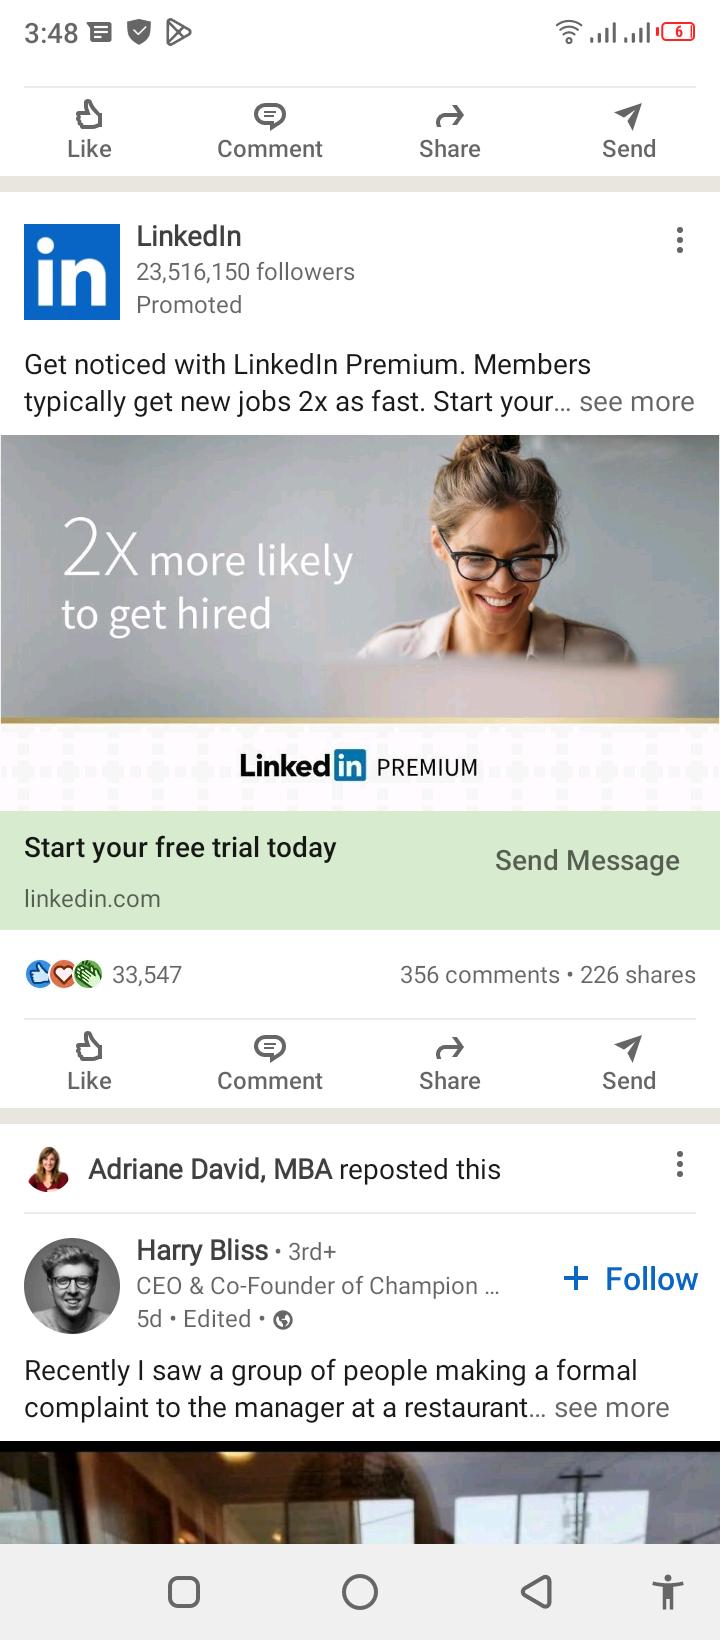 3:48
6
Like
Comment
Share
Send
in
LinkedIn
23,516,150 followers
Promoted
Get noticed with LinkedIn Premium. Members
typically get new jobs 2x as fast. Start your... see more
2x more likely
to get hired
Linked in PREMIUM
Start your free trial today
Send Message
linkedin.com
33,547
356 comments • 226 shares
Like
Comment
Share
Send
Adriane David, MBA reposted this
Harry Bliss • 3rd+
CEO & Co-Founder of Champion ...
+ Follow
5d • Edited •
Recently I saw a group of people making a formal
complaint to the manager at a restaurant... see more